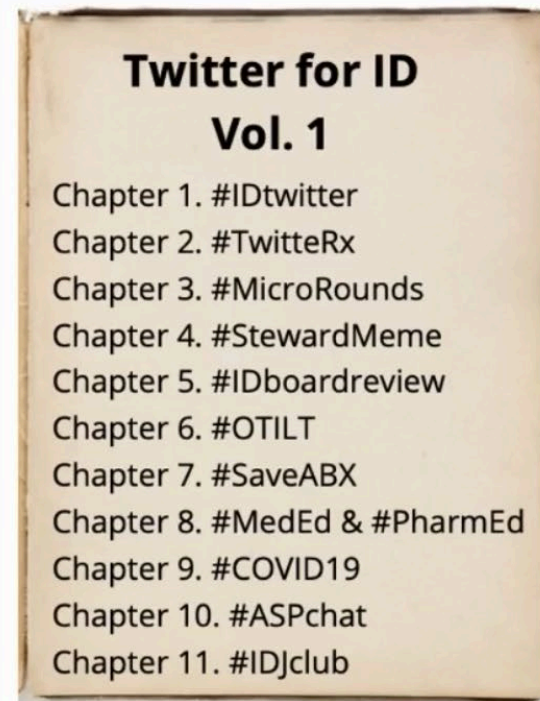 Twitter for ID
Vol. 1
Chapter 1. #IDtwitter
Chapter 2. #TwitteRx
Chapter 3. #MicroRounds
Chapter 4. #StewardMeme
Chapter 5. #IDboardreview
Chapter 6. #OTILT
Chapter 7. #SaveABX
Chapter 8. #MedEd & #PharmEd
Chapter 9. #COVID19
Chapter 10. #ASPchat
Chapter 11. #IDJclub